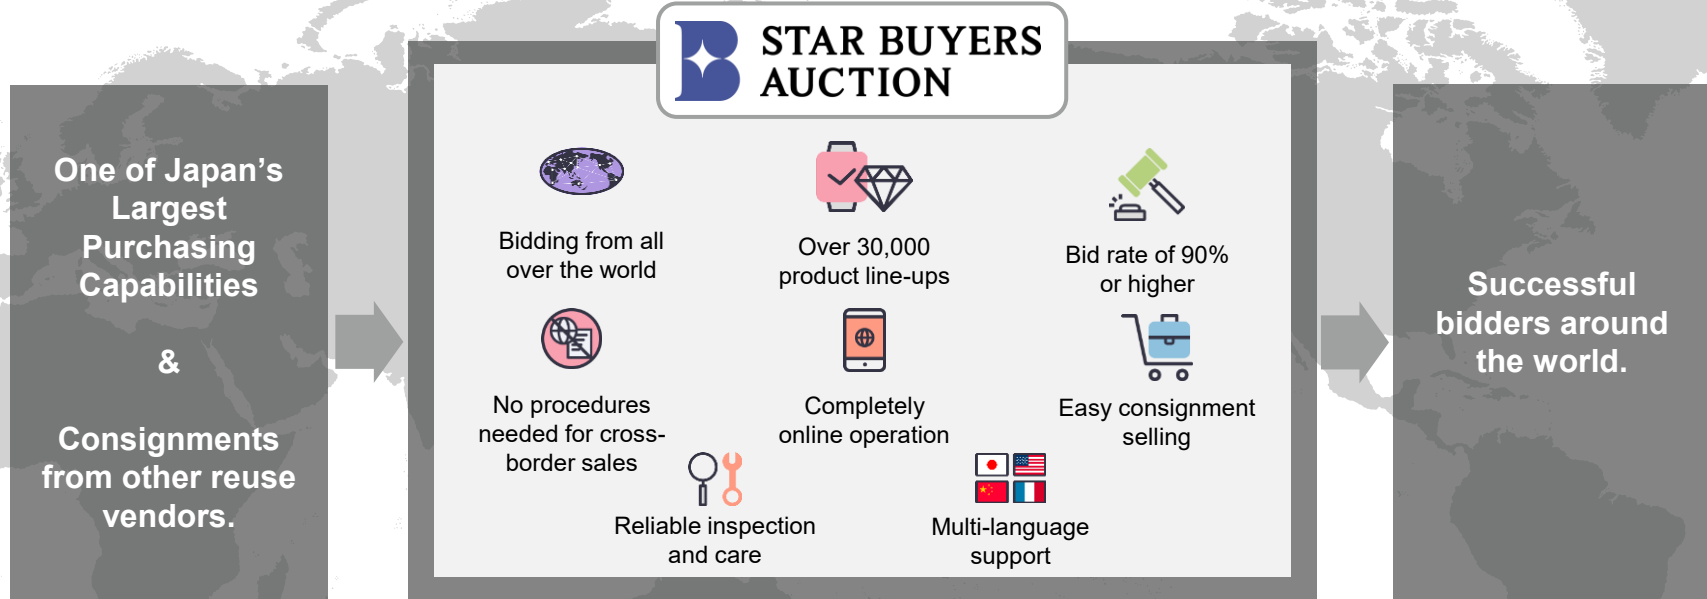 STAR BUYERS
AUCTION
One of Japan’s
Largest
Purchasing
Capabilities
&
Consignments
from other reuse
vendors.
Bidding from all
over the world
Over 30,000
product line-ups
Bid rate of 90%
or higher
No procedures
needed for cross-
border sales
Completely
online operation
Easy consignment
selling
Reliable inspection
and care
Multi-language
support
Successful
bidders around
the world.